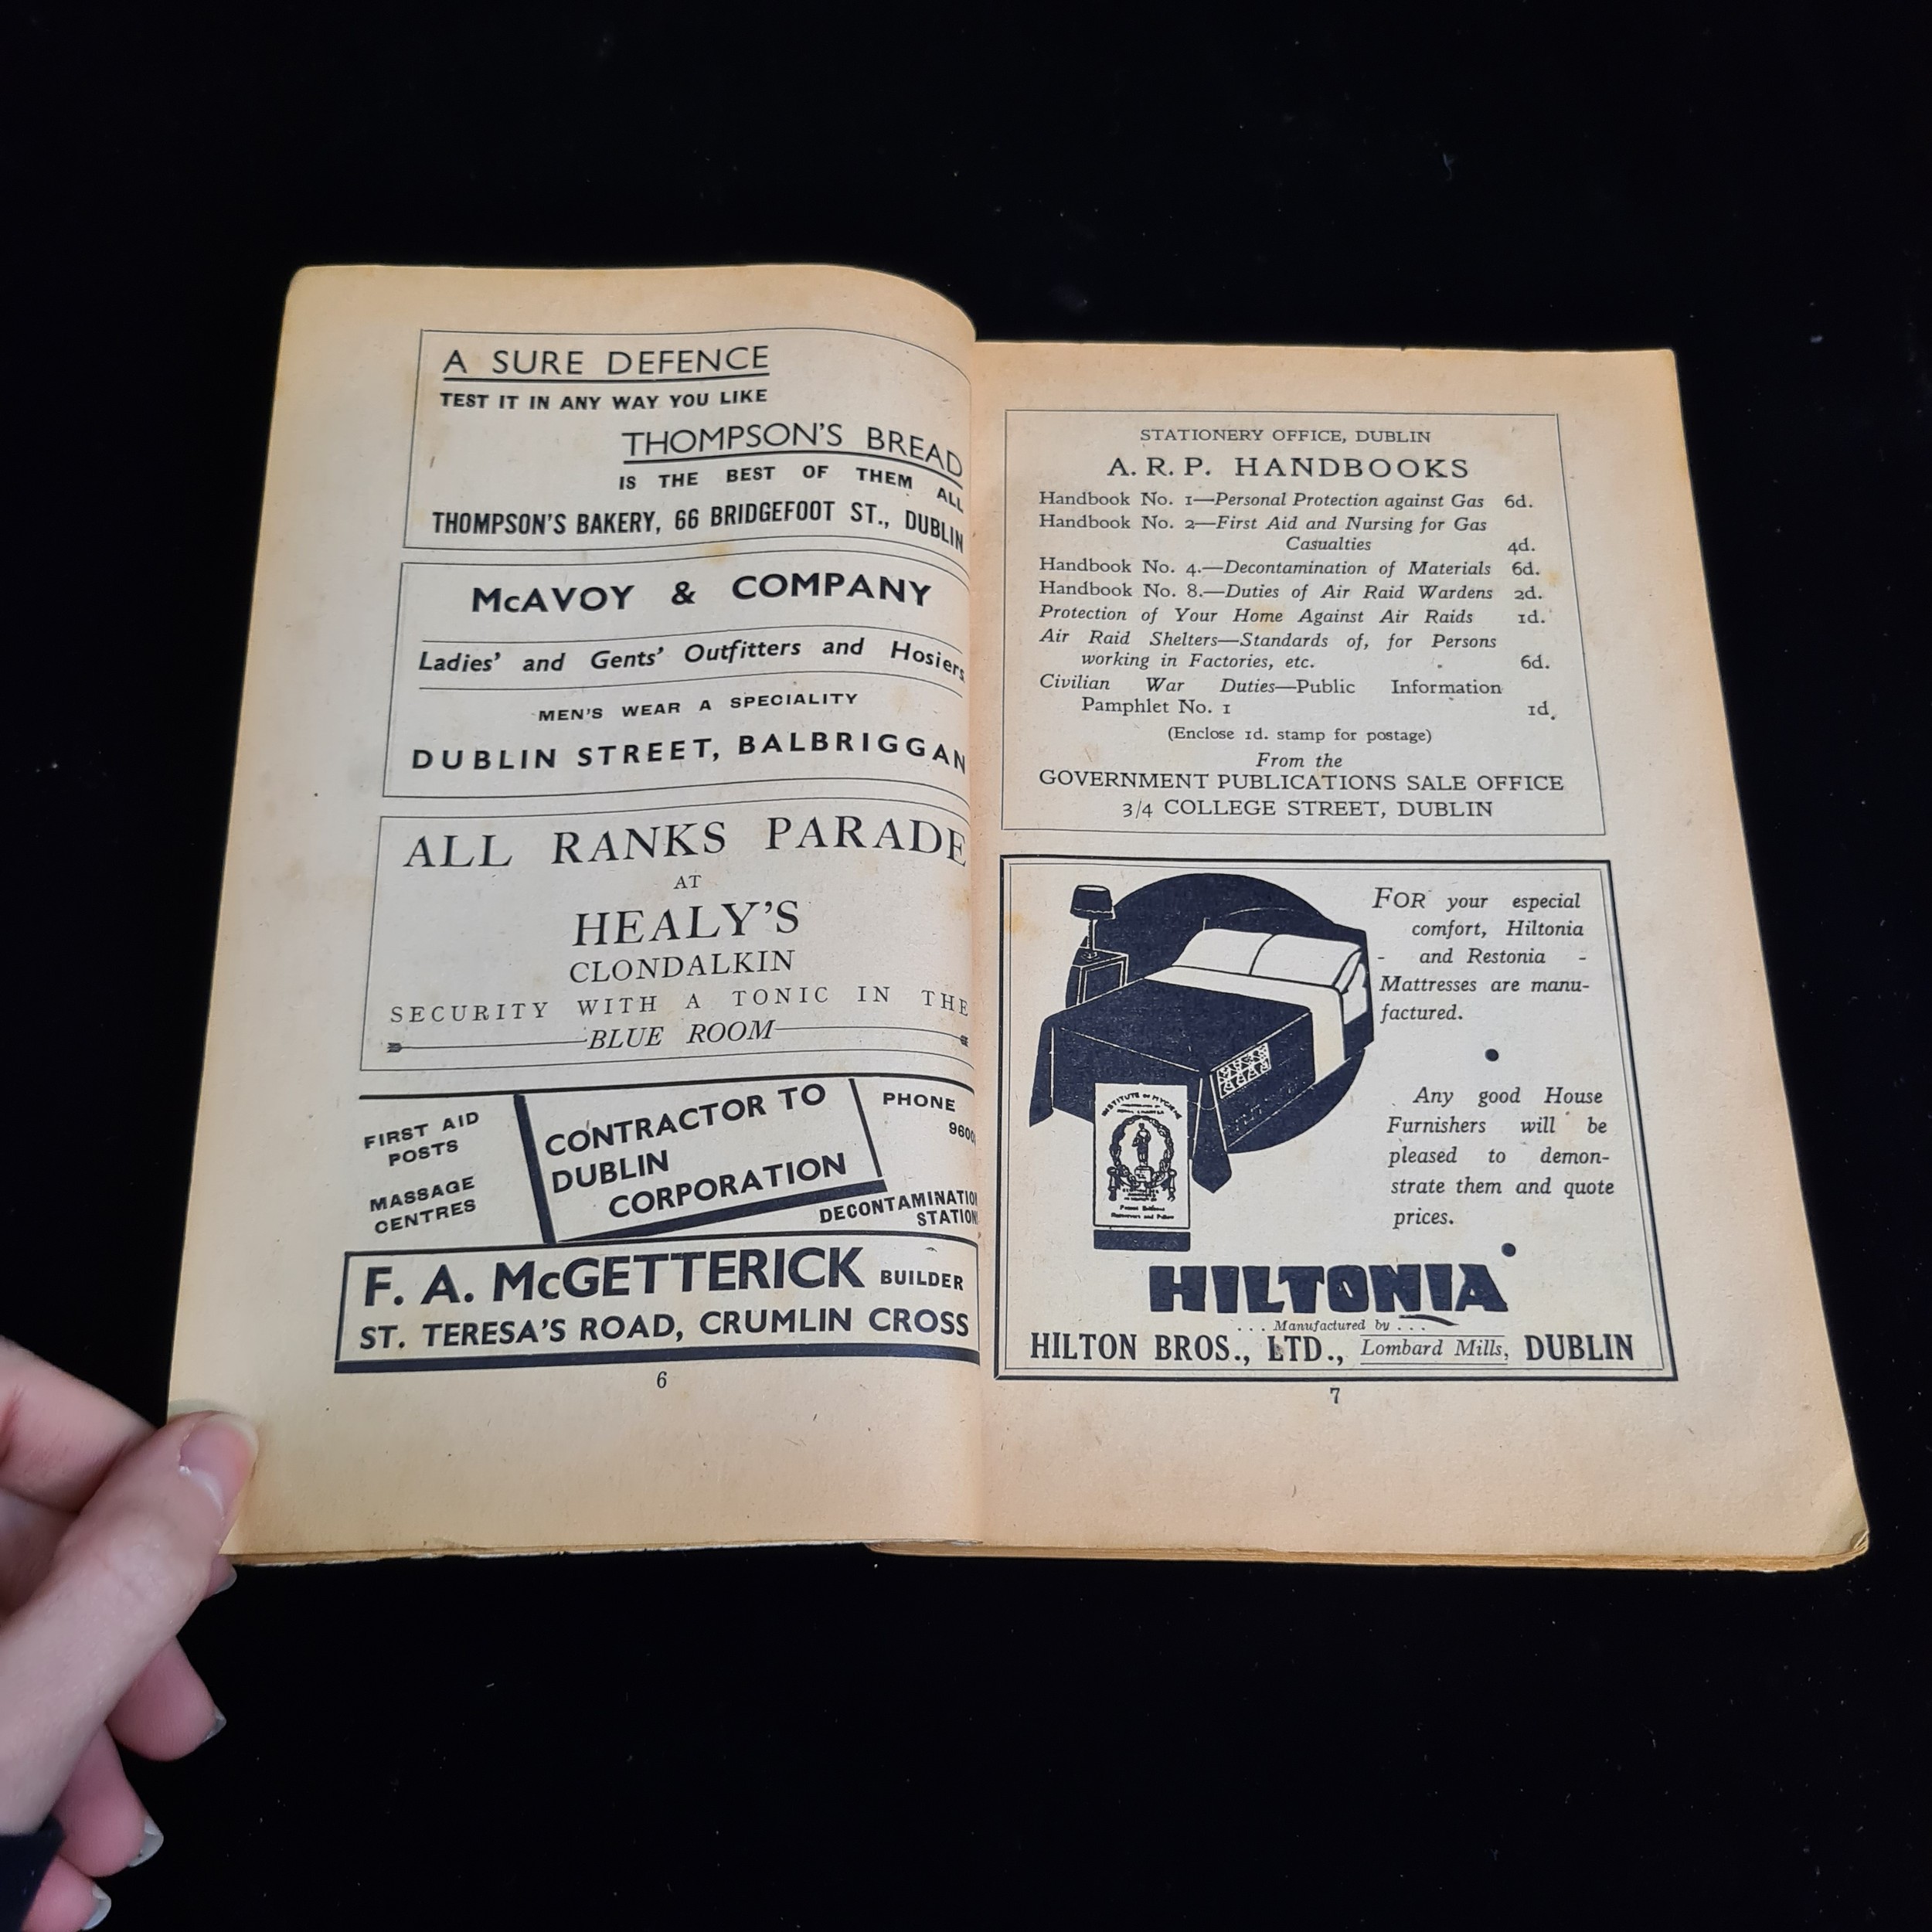 A SURE DEFENCE
TEST IT IN ANY WAY YOU LIKE
THOMPSON'S BREAD
IS THE BEST OF THEM ALL
THOMPSON'S BAKERY, 66 BRIDGEFOOT ST., DUBLIN
McAVOY & COMPANY
Ladies' and Gents' Outfitters and Hosiers
MEN'S WEAR A SPECIALITY
DUBLIN STREET, BALBRIGGAN
ALL RANKS PARADE
AT
HEALY'S
CLONDALKIN
SECURITY WITH A TONIC IN THE
BLUE ROOM
FIRST AID
POSTS
MASSAGE
CENTRES
CONTRACTOR TO
DUBLIN
CORPORATION
PHONE
DECONTAMINATION
STATION
F. A. McGETTERICK BUILDER
ST. TERESA'S ROAD, CRUMLIN CROSS
6
STATIONERY OFFICE, DUBLIN
A. R. P. HANDBOOKS
Handbook No. 1—Personal Protection against Gas 6d.
Handbook No. 2—First Aid and Nursing for Gas
Casualties 4d.
Handbook No. 4.—Decontamination of Materials 6d.
Handbook No. 8.—Duties of Air Raid Wardens 2d.
Protection of Your Home Against Air Raids 1d.
Air Raid Shelters—Standards of, for Persons
working in Factories, etc. 6d.
Civilian War Duties—Public Information
Pamphlet No. 1 1d.
(Enclose 1d. stamp for postage)
From the
GOVERNMENT PUBLICATIONS SALE OFFICE
3/4 COLLEGE STREET, DUBLIN
FOR your especial
comfort, Hiltonia
- and Restonia -
Mattresses are manu-
factured.
Any good House
Furnishers will be
pleased to demon-
strate them and quote
prices.
INSTITUTE OF HYGIENE
HILTONIA
. . . Manufactured by . . .
HILTON BROS., LTD., Lombard Mills, DUBLIN
7